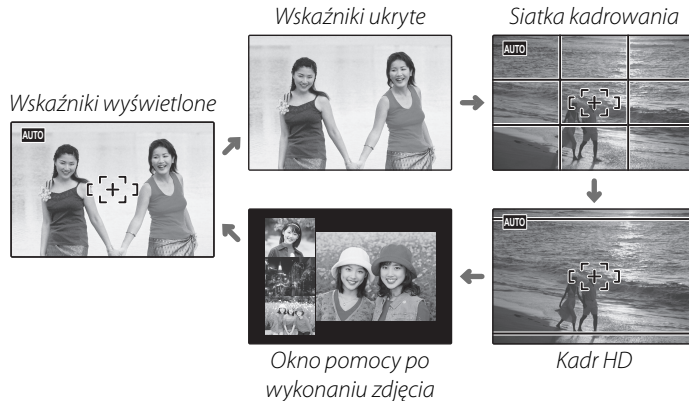 Wskaźniki ukryte
Siatka kadrowania
Wskaźniki wyświetlone
AUTO
AUTO
AUTO
Okno pomocy po
wykonaniu zdjęcia
Kadr HD